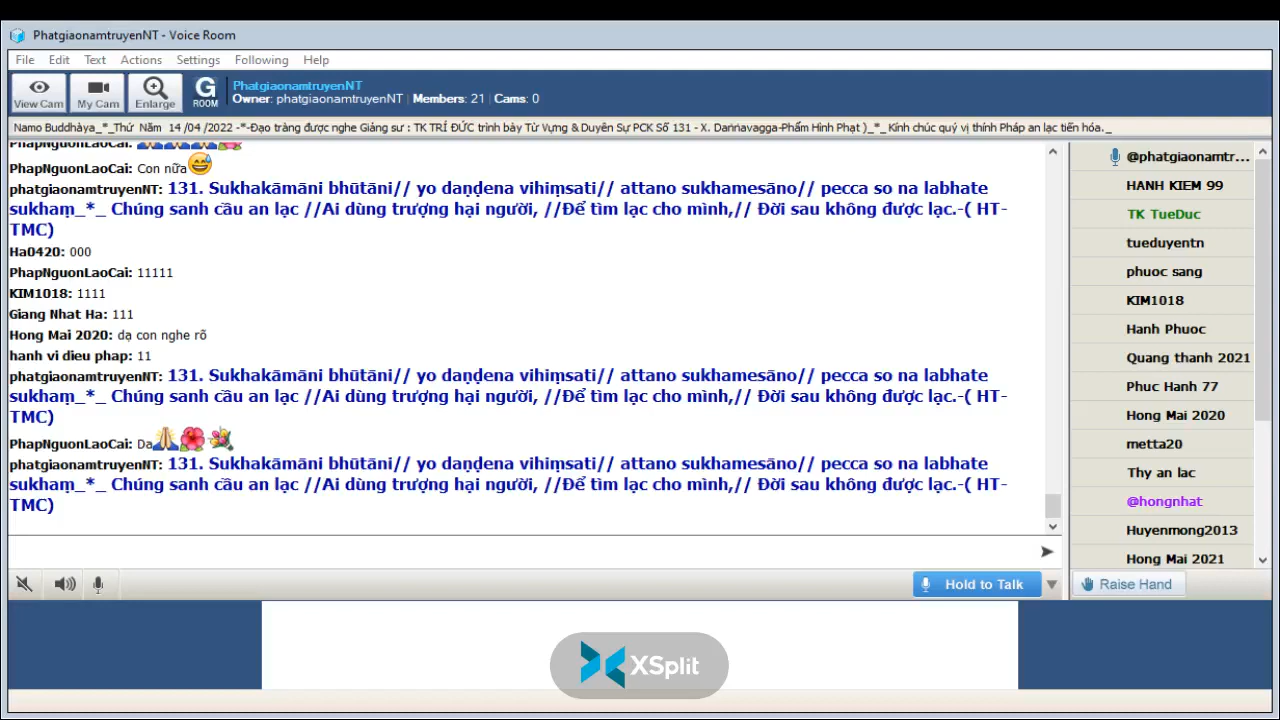 PhatgiaonamtruyenNT - Voice Room
File Edit Text Actions Settings Following Help
View Cam
My Cam
Enlarge
G ROOM
PhatgiaonamtruyenNT
Owner: phatgiaonamtruyenNT | Members: 21 | Cams: 0
Namo Buddhàya_*_Thứ Năm 14 /04 /2022 -*-Đạo tràng được nghe Giảng sư : TK TRÍ ĐỨC trình bày Từ Vựng & Duyên Sự PCK Số 131 - X. Daṇṇavagga-Phẩm Hình Phạt )_*_ Kính chúc quý vị thính Pháp an lạc tiến hóa._
PhapNguonLaoCai:
PhapNguonLaoCai: Con nữa
phatgiaonamtruyenNT: 131. Sukhakāmāni bhūtāni// yo daṇḍena vihiṃsati// attano sukhamesāno// pecca so na labhate
sukhaṃ_*_ Chúng sanh cầu an lạc //Ai dùng trượng hại người, //Để tìm lạc cho mình,// Đời sau không được lạc.-( HT-
TMC)
Ha0420: 000
PhapNguonLaoCai: 11111
KIM1018: 1111
Giang Nhat Ha: 111
Hong Mai 2020: dạ con nghe rõ
hanh vi dieu phap: 11
phatgiaonamtruyenNT: 131. Sukhakāmāni bhūtāni// yo daṇḍena vihiṃsati// attano sukhamesāno// pecca so na labhate
sukhaṃ_*_ Chúng sanh cầu an lạc //Ai dùng trượng hại người, //Để tìm lạc cho mình,// Đời sau không được lạc.-( HT-
TMC)
PhapNguonLaoCai: Da
phatgiaonamtruyenNT: 131. Sukhakāmāni bhūtāni// yo daṇḍena vihiṃsati// attano sukhamesāno// pecca so na labhate
sukhaṃ_*_ Chúng sanh cầu an lạc //Ai dùng trượng hại người, //Để tìm lạc cho mình,// Đời sau không được lạc.-( HT-
TMC)
@phatgiaonamtr...
HANH KIEM 99
TK TueDuc
tueduyentn
phuoc sang
KIM1018
Hanh Phuoc
Quang thanh 2021
Phuc Hanh 77
Hong Mai 2020
metta20
Thy an lac
@hongnhat
Huyenmong2013
Hong Mai 2021
Hold to Talk
Raise Hand
XSplit